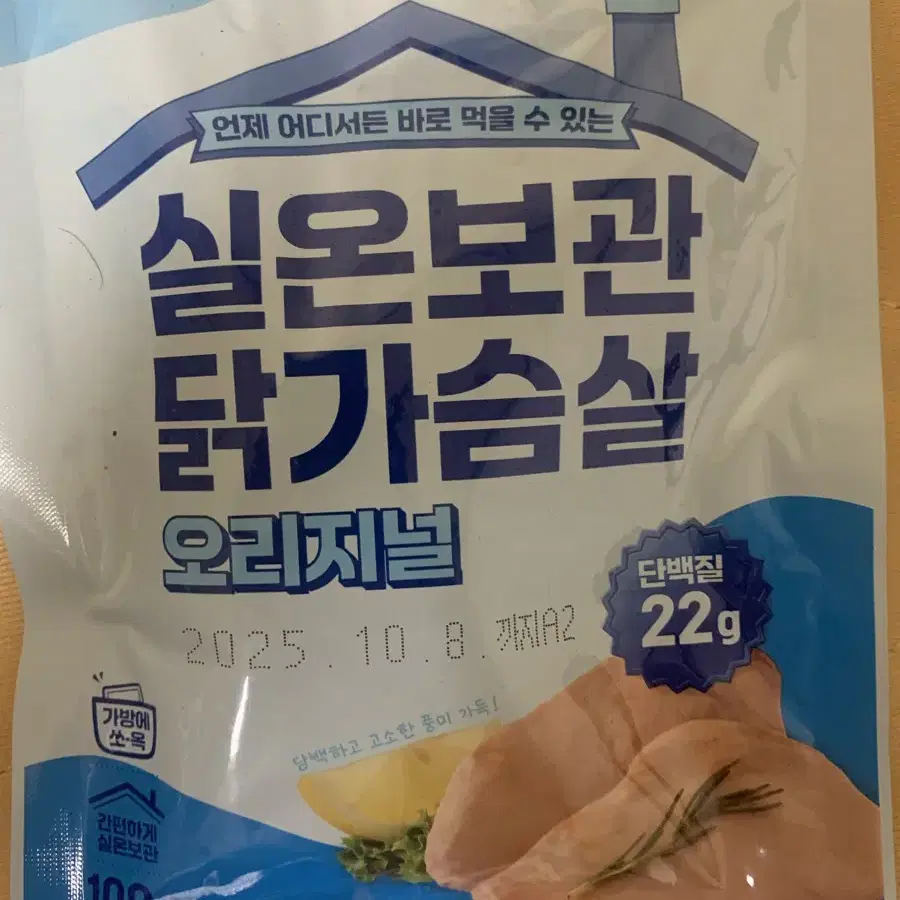 언제 어디서든 바로 먹을 수 있는
실온보관
닭가슴살
오리지널
단백질
22g
2025.10.8.까지A2
가방에
쏘-옥
담백하고 고소한 풍미 가득!
간편하게
실온보관